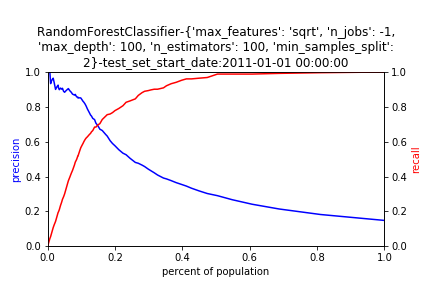 RandomForestClassifier-{'max_features': 'sqrt', 'n_jobs': -1,
'max_depth': 100, 'n_estimators': 100, 'min_samples_split':
2}-test_set_start_date:2011-01-01 00:00:00
1.0
0.8
0.6
0.4
0.2
0.0
precision
1.0
0.8
0.6
0.4
0.2
0.0
recall
0.0 0.2 0.4 0.6 0.8 1.0
percent of population